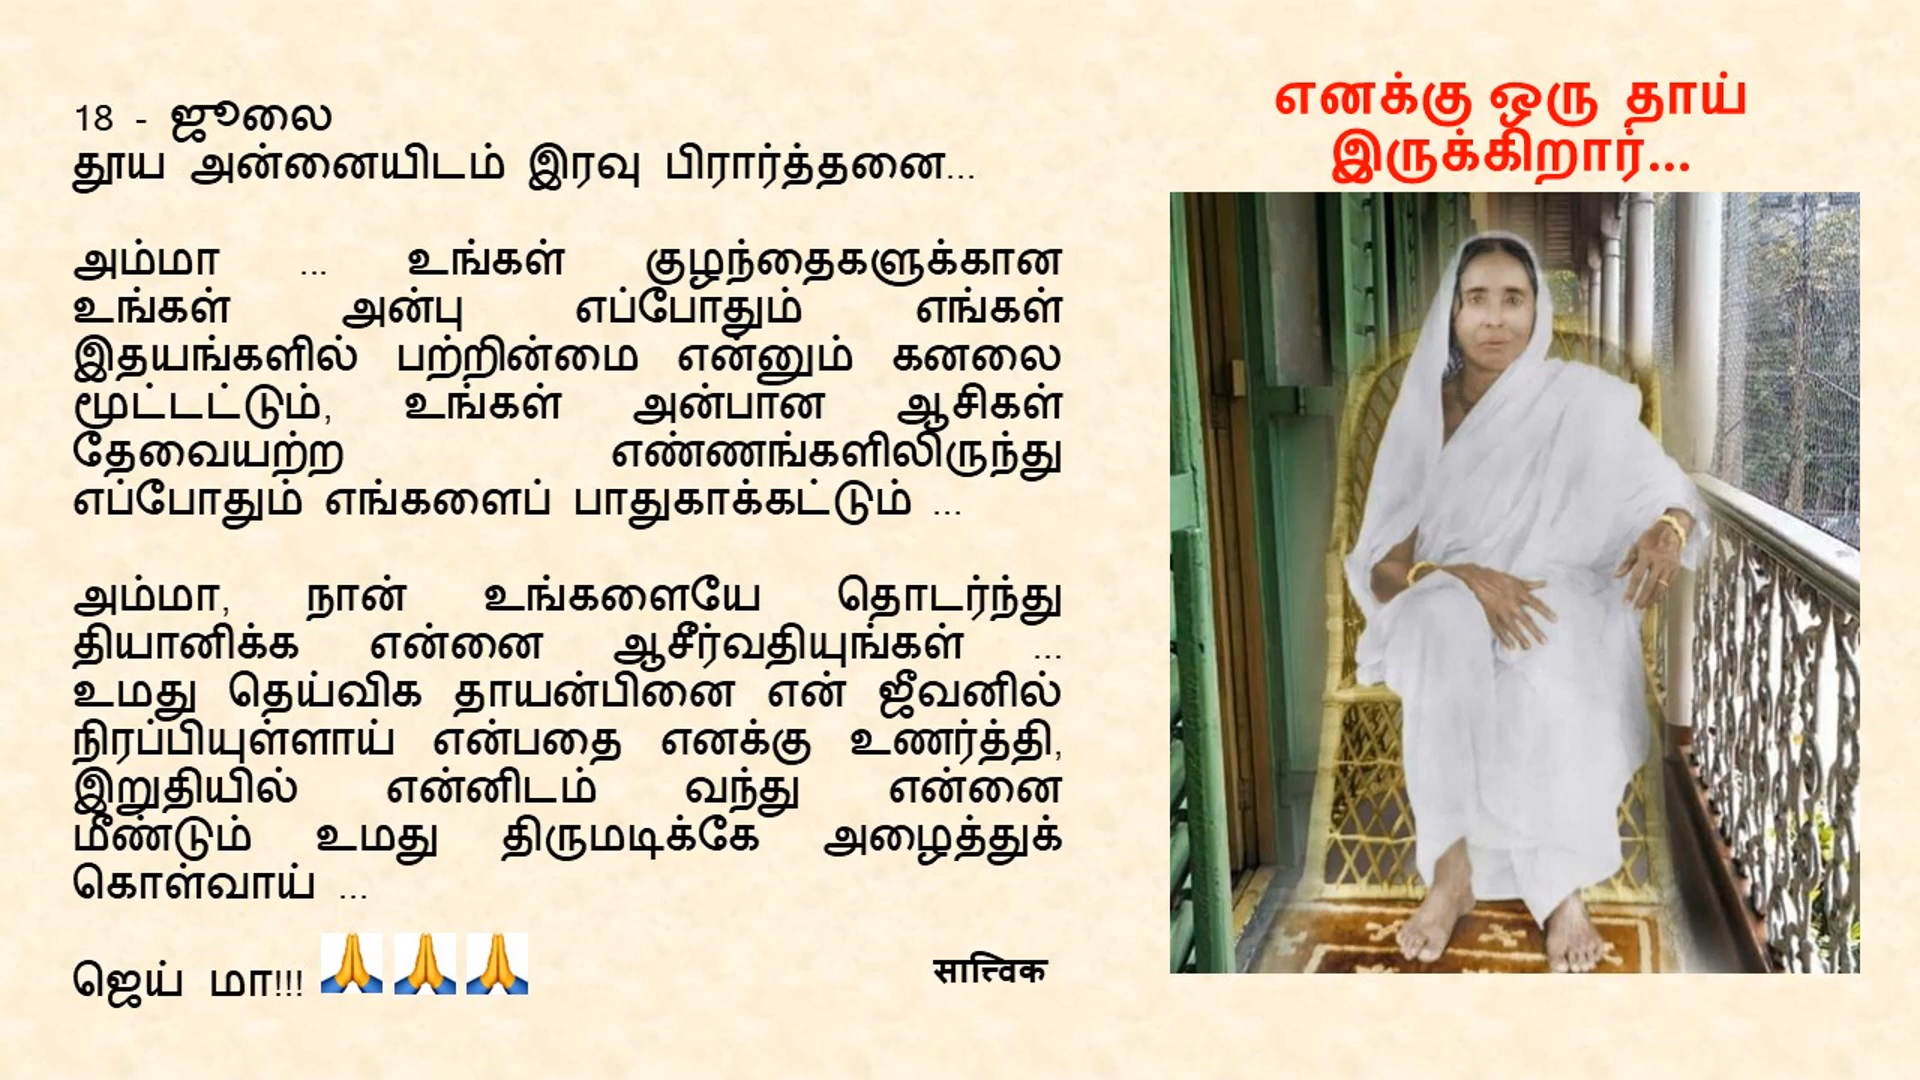 18 - ஜூலை
தூய அன்னையிடம் இரவு பிரார்த்தனை...
அம்மா ... உங்கள் குழந்தைகளுக்கான
உங்கள் அன்பு எப்போதும் எங்கள்
இதயங்களில் பற்றின்மை என்னும் கனலை
மூட்டட்டும், உங்கள் அன்பான ஆசிகள்
தேவையற்ற எண்ணங்களிலிருந்து
எப்போதும் எங்களைப் பாதுகாக்கட்டும் ...
அம்மா, நான் உங்களையே தொடர்ந்து
தியானிக்க என்னை ஆசீர்வதியுங்கள் ...
உமது தெய்விக தாயன்பினை என் ஜீவனில்
நிரப்பியுள்ளாய் என்பதை எனக்கு உணர்த்தி,
இறுதியில் என்னிடம் வந்து என்னை
மீண்டும் உமது திருமடிக்கே அழைத்துக்
கொள்வாய் ...
ஜெய் மா!!! 🙏 🙏 🙏
सात्त्विक
எனக்கு ஒரு தாய்
இருக்கிறார்...